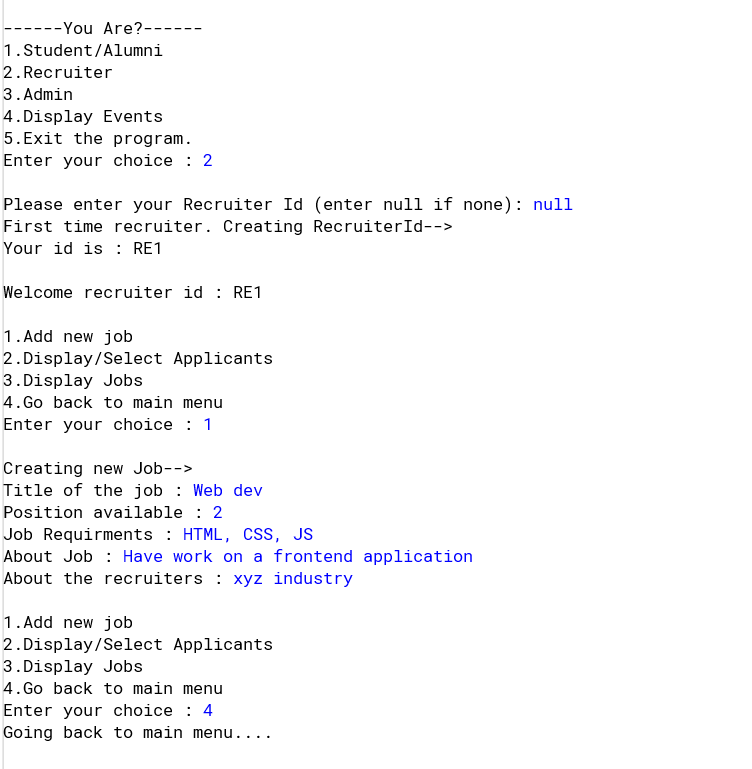 ------You Are?------
1.Student/Alumni
2.Recruiter
3.Admin
4.Display Events
5.Exit the program.
Enter your choice : 2
Please enter your Recruiter Id (enter null if none): null
First time recruiter. Creating RecruiterId-->
Your id is : RE1
Welcome recruiter id : RE1
1.Add new job
2.Display/Select Applicants
3.Display Jobs
4.Go back to main menu
Enter your choice : 1
Creating new Job-->
Title of the job : Web dev
Position available : 2
Job Requirments : HTML, CSS, JS
About Job : Have work on a frontend application
About the recruiters : xyz industry
1.Add new job
2.Display/Select Applicants
3.Display Jobs
4.Go back to main menu
Enter your choice : 4
Going back to main menu....